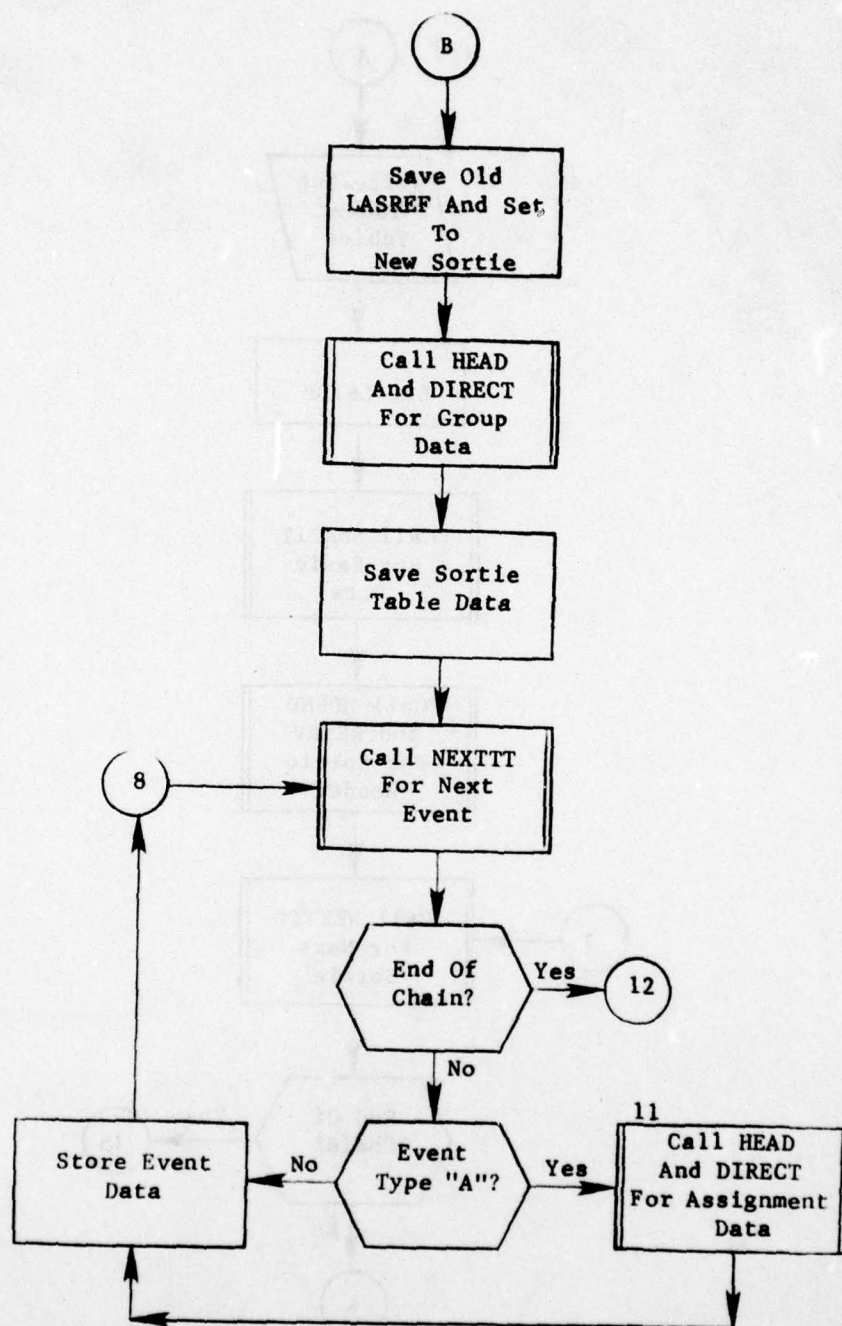 B
Save Old
LASREF And Set
To
New Sortie
Call HEAD
And DIRECT
For Group
Data
Save Sortie
Table Data
8
Call NEXTTT
For Next
Event
End Of
Chain?
Yes
12
No
Store Event
Data
No
Event
Type "A"?
Yes
11
Call HEAD
And DIRECT
For Assignment
Data